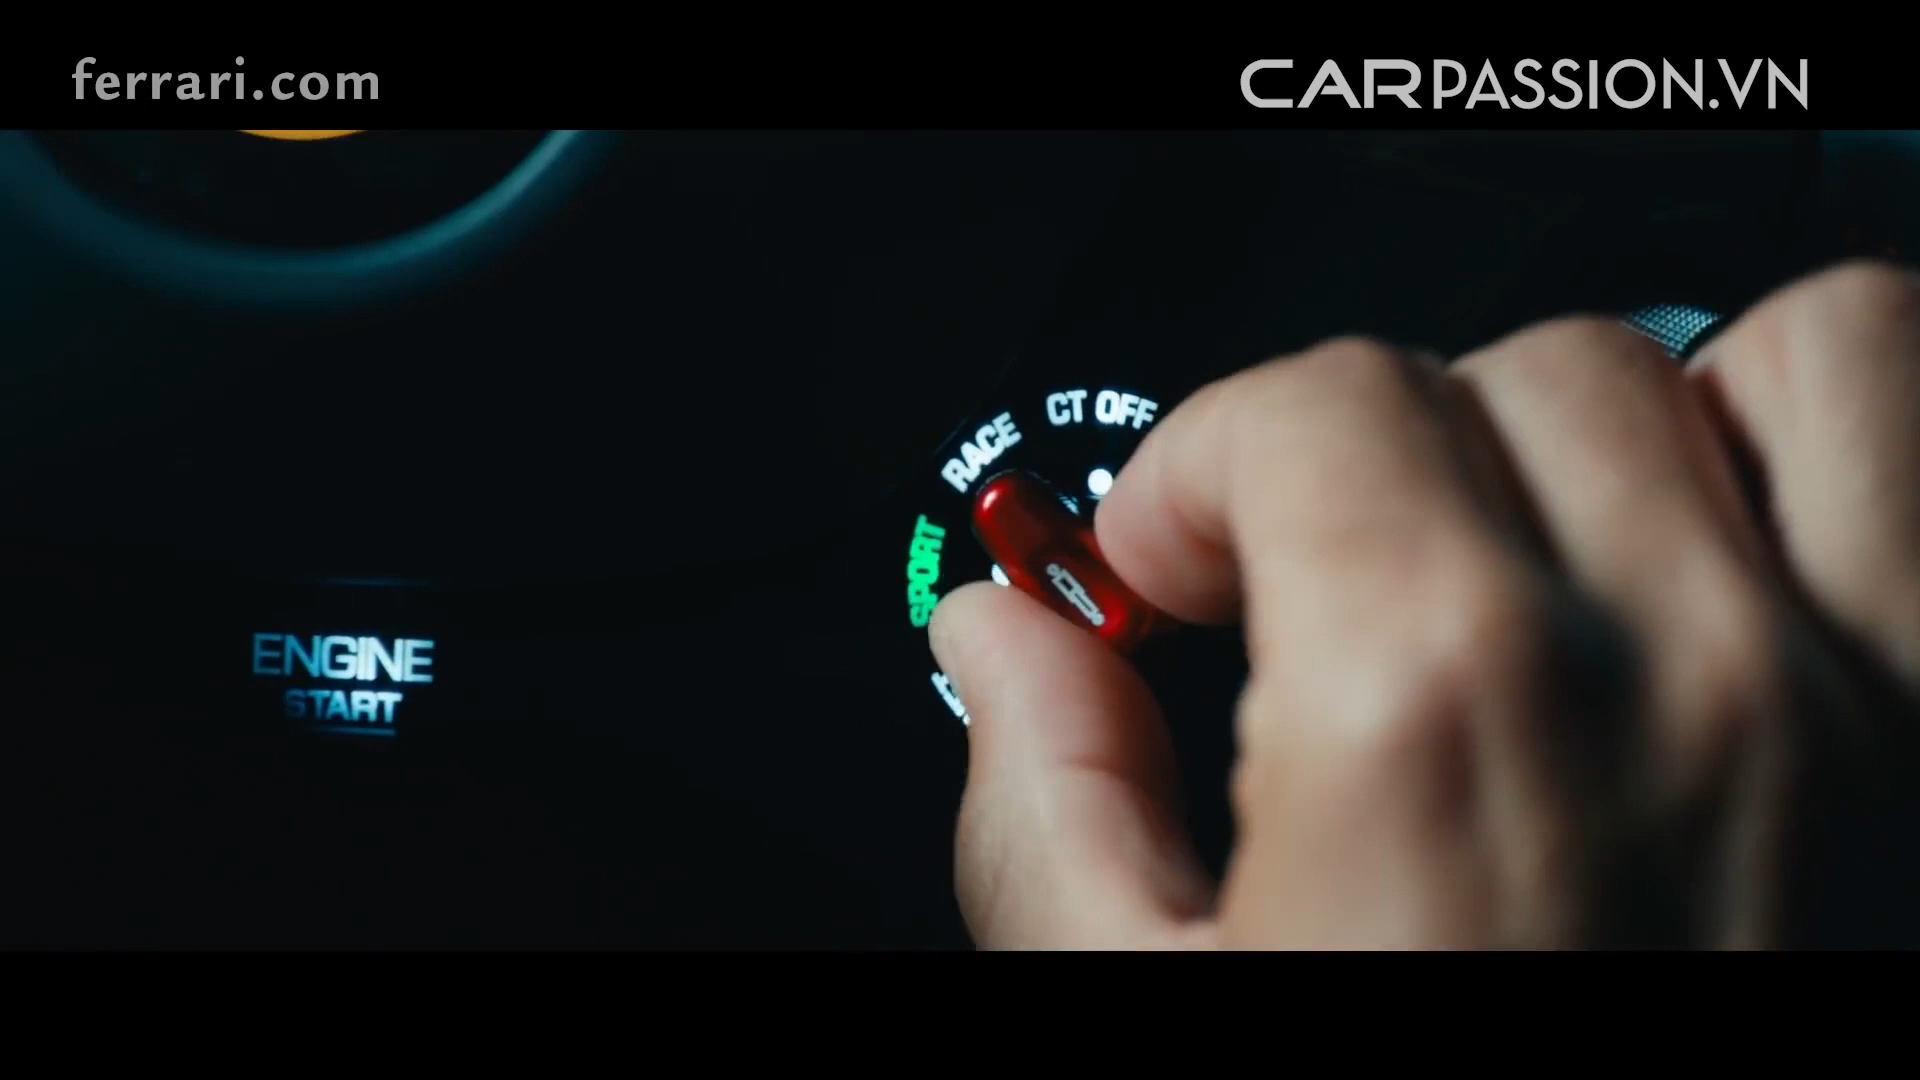 ferrari.com
CARPASSION.VN
CT OFF
RACE
SPORT
ENGINE
START